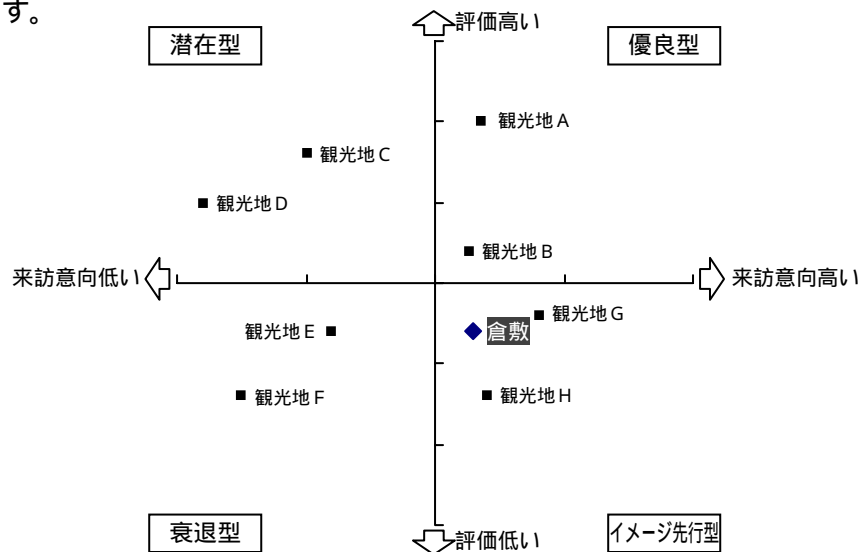 す。
評価高い
潜在型
優良型
観光地A
観光地C
観光地D
観光地B
来訪意向低い
来訪意向高い
観光地G
観光地E
倉敷
観光地F
観光地H
衰退型
イメージ先行型
評価低い